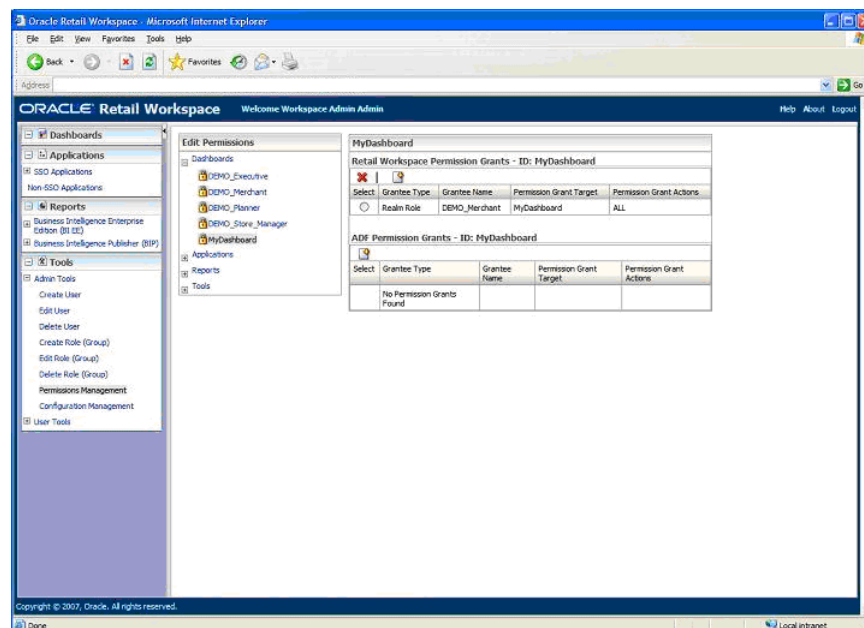 Oracle Retail Workspace - Microsoft Internet Explorer
File Edit View Favorites Tools Help
Back Favorites
Address Go
ORACLE Retail Workspace Welcome Workspace Admin Admin Help About Logout
Dashboards
Applications
SSO Applications
Non-SSO Applications
Reports
Business Intelligence Enterprise
Edition (BI EE)
Business Intelligence Publisher (BIP)
Tools
Admin Tools
Create User
Edit User
Delete User
Create Role (Group)
Edit Role (Group)
Delete Role (Group)
Permissions Management
Configuration Management
User Tools
Edit Permissions
Dashboards
DEMO_Executive
DEMO_Merchant
DEMO_Planner
DEMO_Store_Manager
MyDashboard
Applications
Reports
Tools
MyDashboard
Retail Workspace Permission Grants - ID: MyDashboard
Select Grantee Type Grantee Name Permission Grant Target Permission Grant Actions
Realm Role DEMO_Merchant MyDashboard ALL
ADF Permission Grants - ID: MyDashboard
Select Grantee Type Grantee Name Permission Grant Target Permission Grant Actions
No Permission Grants
Found
Copyright © 2007, Oracle. All rights reserved.
Done Local intranet